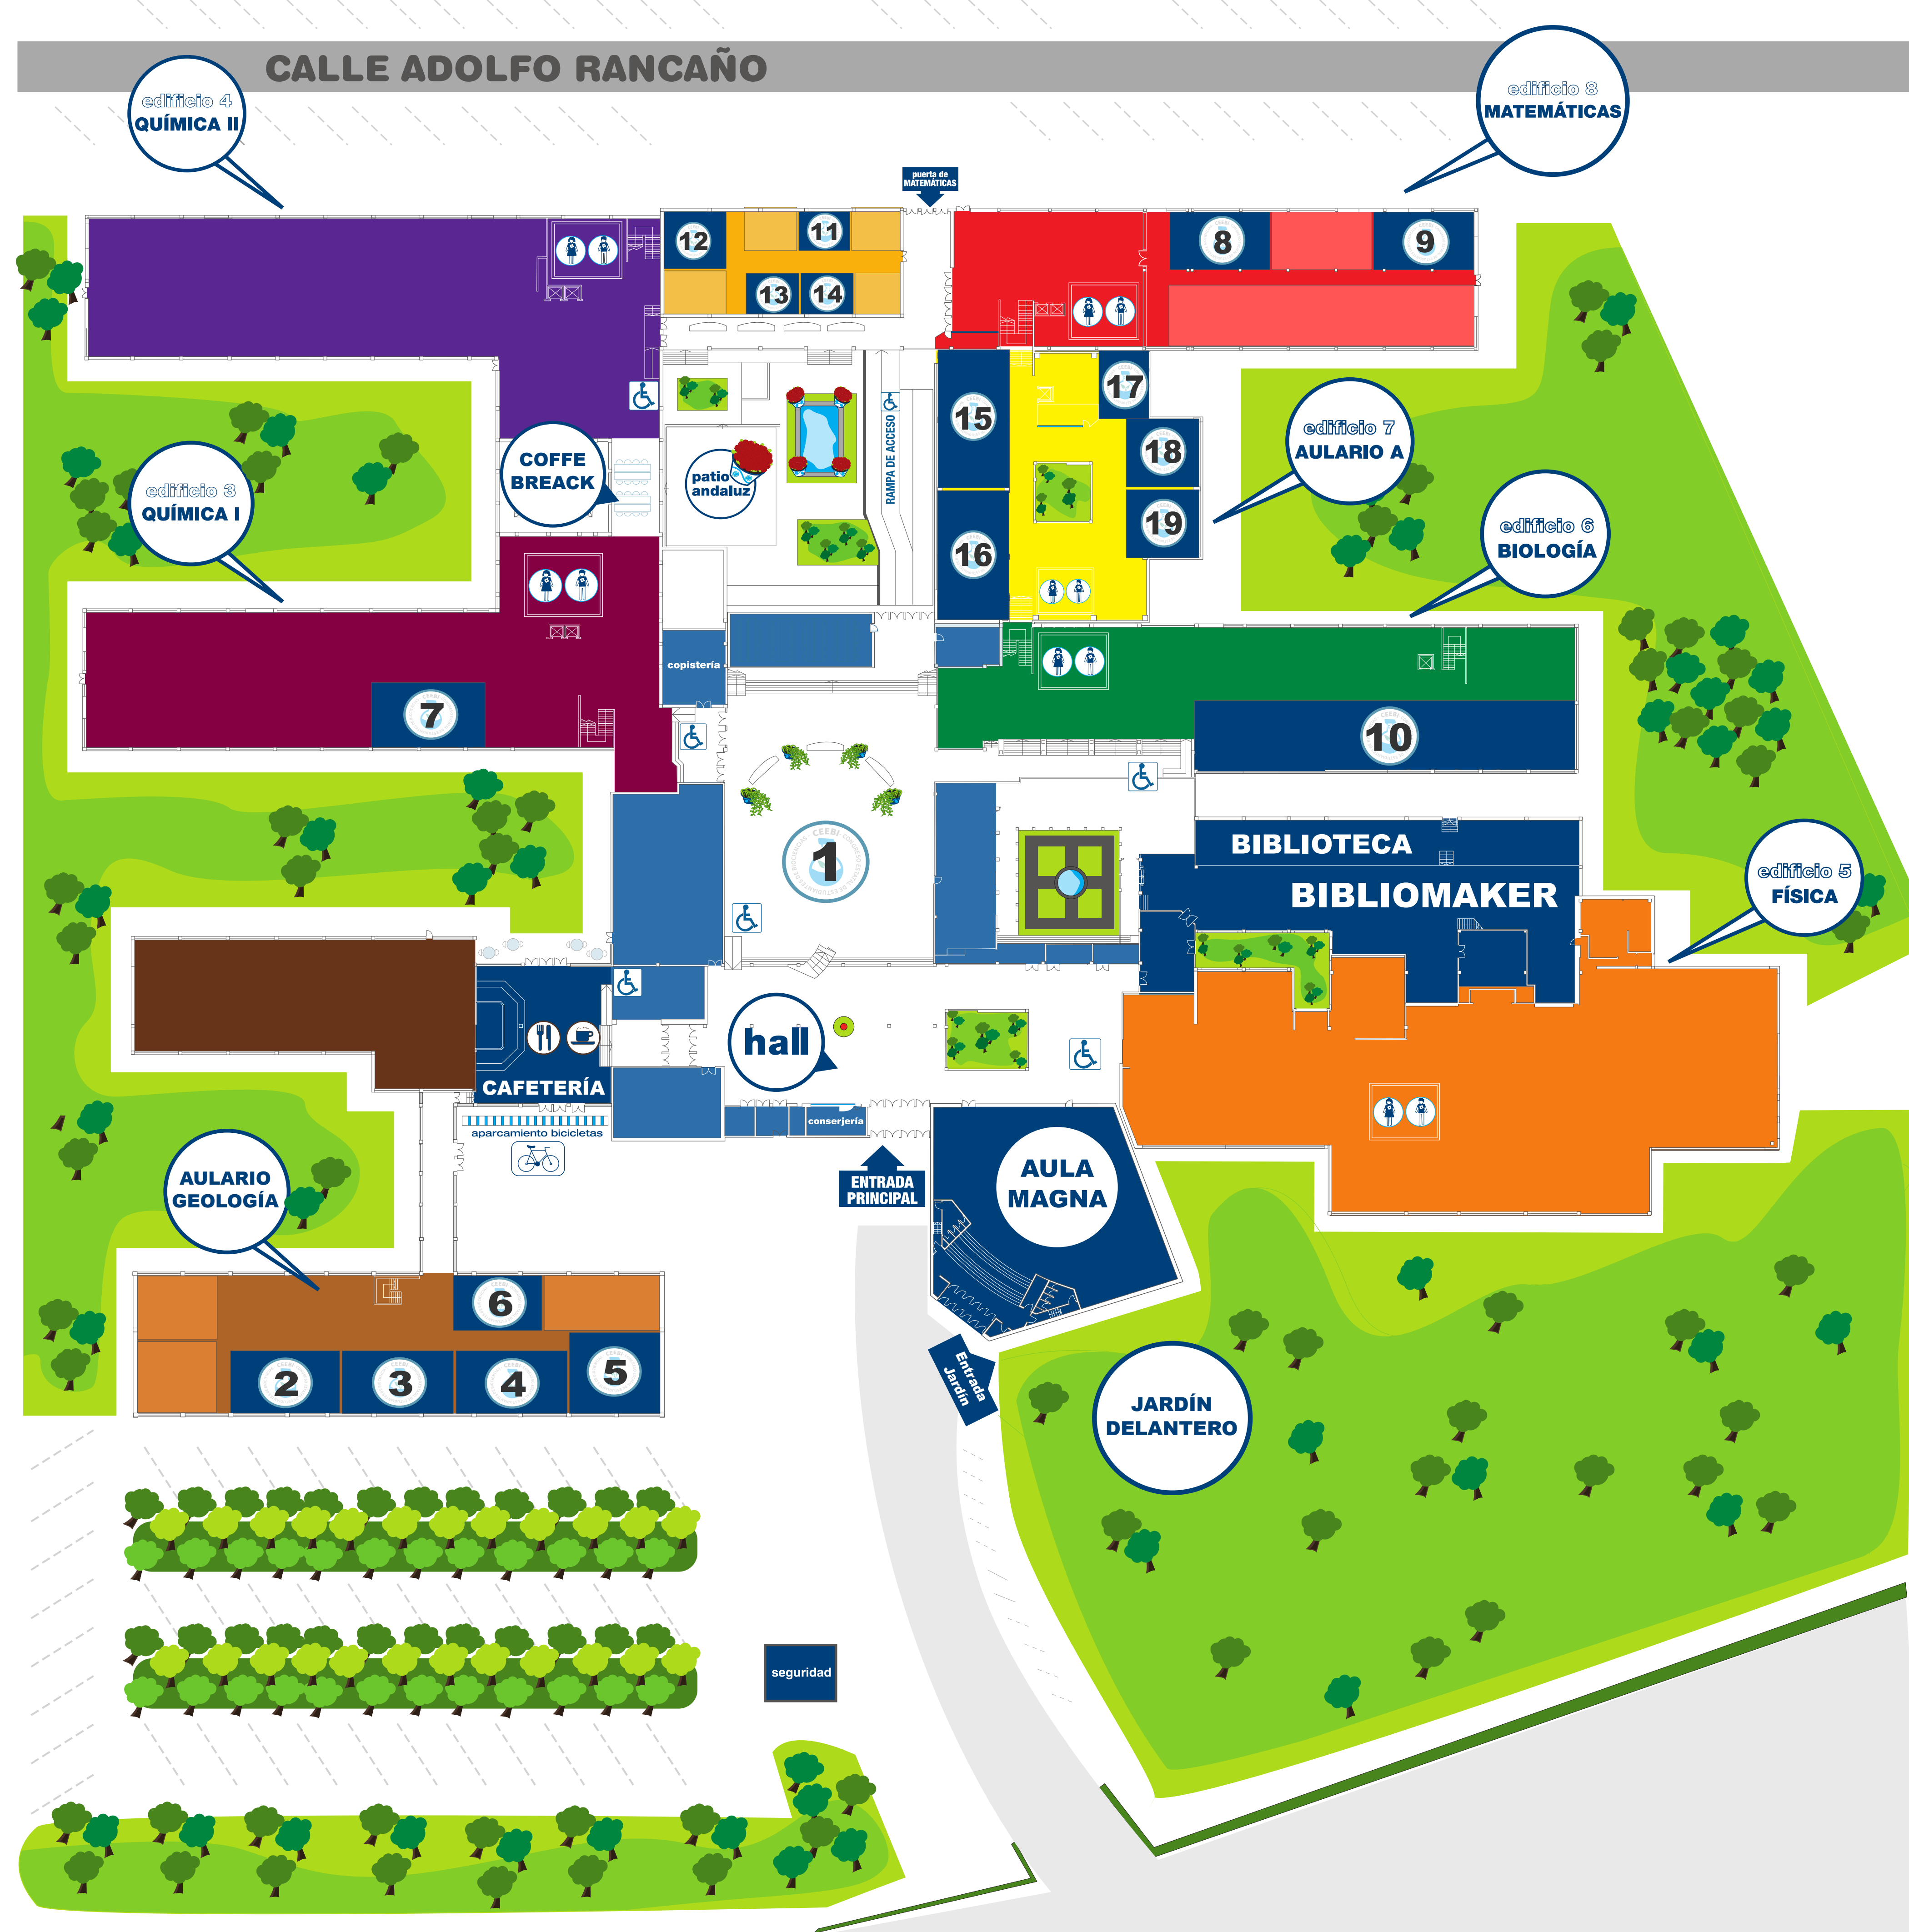 CALLE ADOLFO RANCAÑO
edificio 4
QUÍMICA II
edificio 8
MATEMÁTICAS
puerta de
MATEMÁTICAS
12
11
13
14
8
9
COFFE
BREACK
patio
andaluz
RAMPA DE ACCESO
15
16
17
18
19
edificio 7
AULARIO A
edificio 3
QUÍMICA I
edificio 6
BIOLOGÍA
copistería
7
10
1
BIBLIOTECA
BIBLIOMAKER
edificio 5
FÍSICA
hall
CAFETERÍA
aparcamiento bicicletas
conserjería
ENTRADA
PRINCIPAL
AULA
MAGNA
AULARIO
GEOLOGÍA
6
2
3
4
5
Entrada
Jardín
JARDÍN
DELANTERO
seguridad